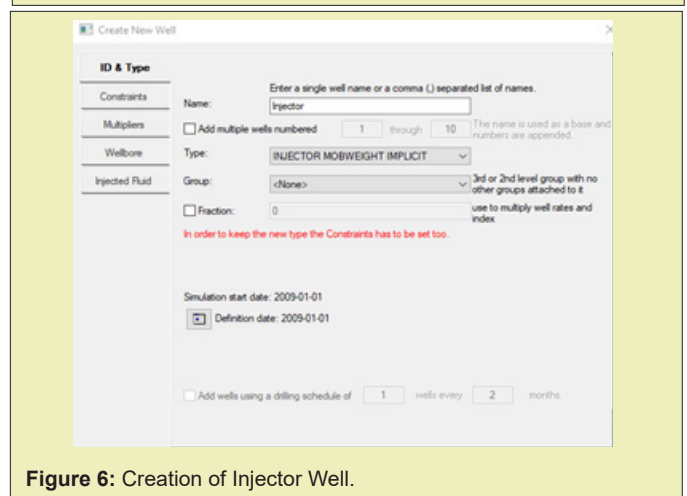 Create New Well
ID & Type
Constraints
Multipliers
Wellbore
Injected Fluid
Enter a single well name or a comma (,) separated list of names.
Name: Injector
Add multiple wells numbered 1 through 10 The name is used as a base and numbers are appended.
Type: INJECTOR MOBWEIGHT IMPLICIT
Group: <None> 3rd or 2nd level group with no other groups attached to it
Fraction: 0 use to multiply well rates and index
In order to keep the new type the Constraints has to be set too.
Simulation start date: 2009-01-01
Definition date: 2009-01-01
Add wells using a drilling schedule of 1 wells every 2 months.
Figure 6: Creation of Injector Well.